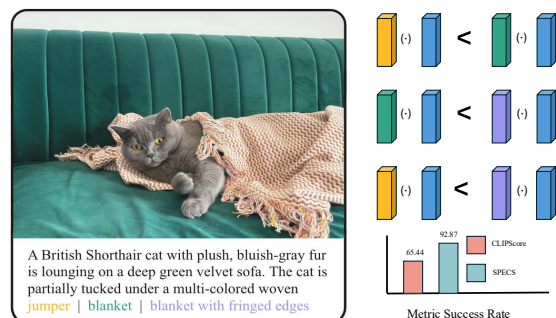 A British Shorthair cat with plush, bluish-gray fur
is lounging on a deep green velvet sofa. The cat is
partially tucked under a multi-colored woven
jumper | blanket | blanket with fringed edges
(·) < (·)
(·) < (·)
(·) < (·)
92.87
65.44
CLIPScore
SPECS
Metric Success Rate